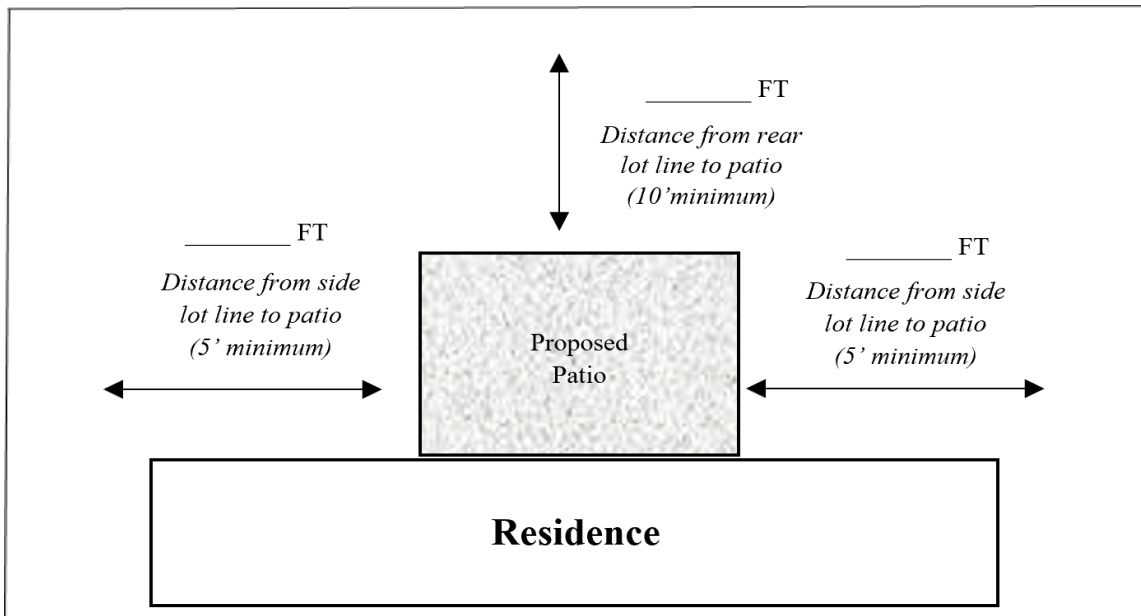 ________ FT
Distance from rear
lot line to patio
(10’minimum)
________ FT
Distance from side
lot line to patio
(5’ minimum)
________ FT
Distance from side
lot line to patio
(5’ minimum)
Proposed
Patio
Residence